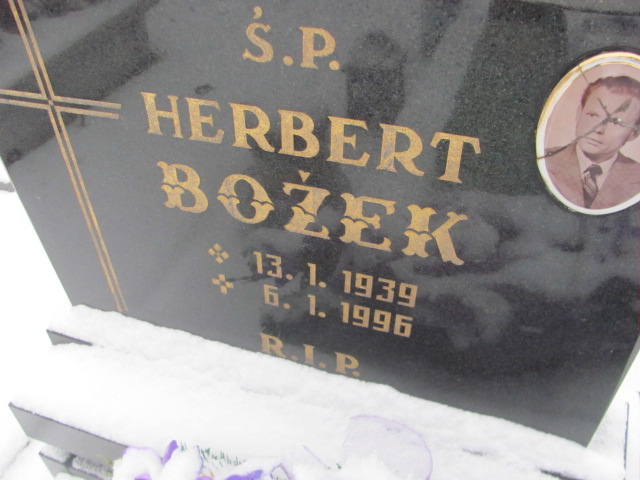 Ś.P.
HERBERT
BOŻEK
13. 1. 1939
6. 1. 1996
R.I.P.